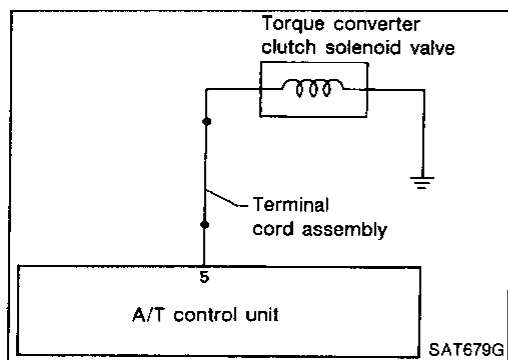 Torque converter
clutch solenoid valve
Terminal
cord assembly
5
A/T control unit
SAT679G